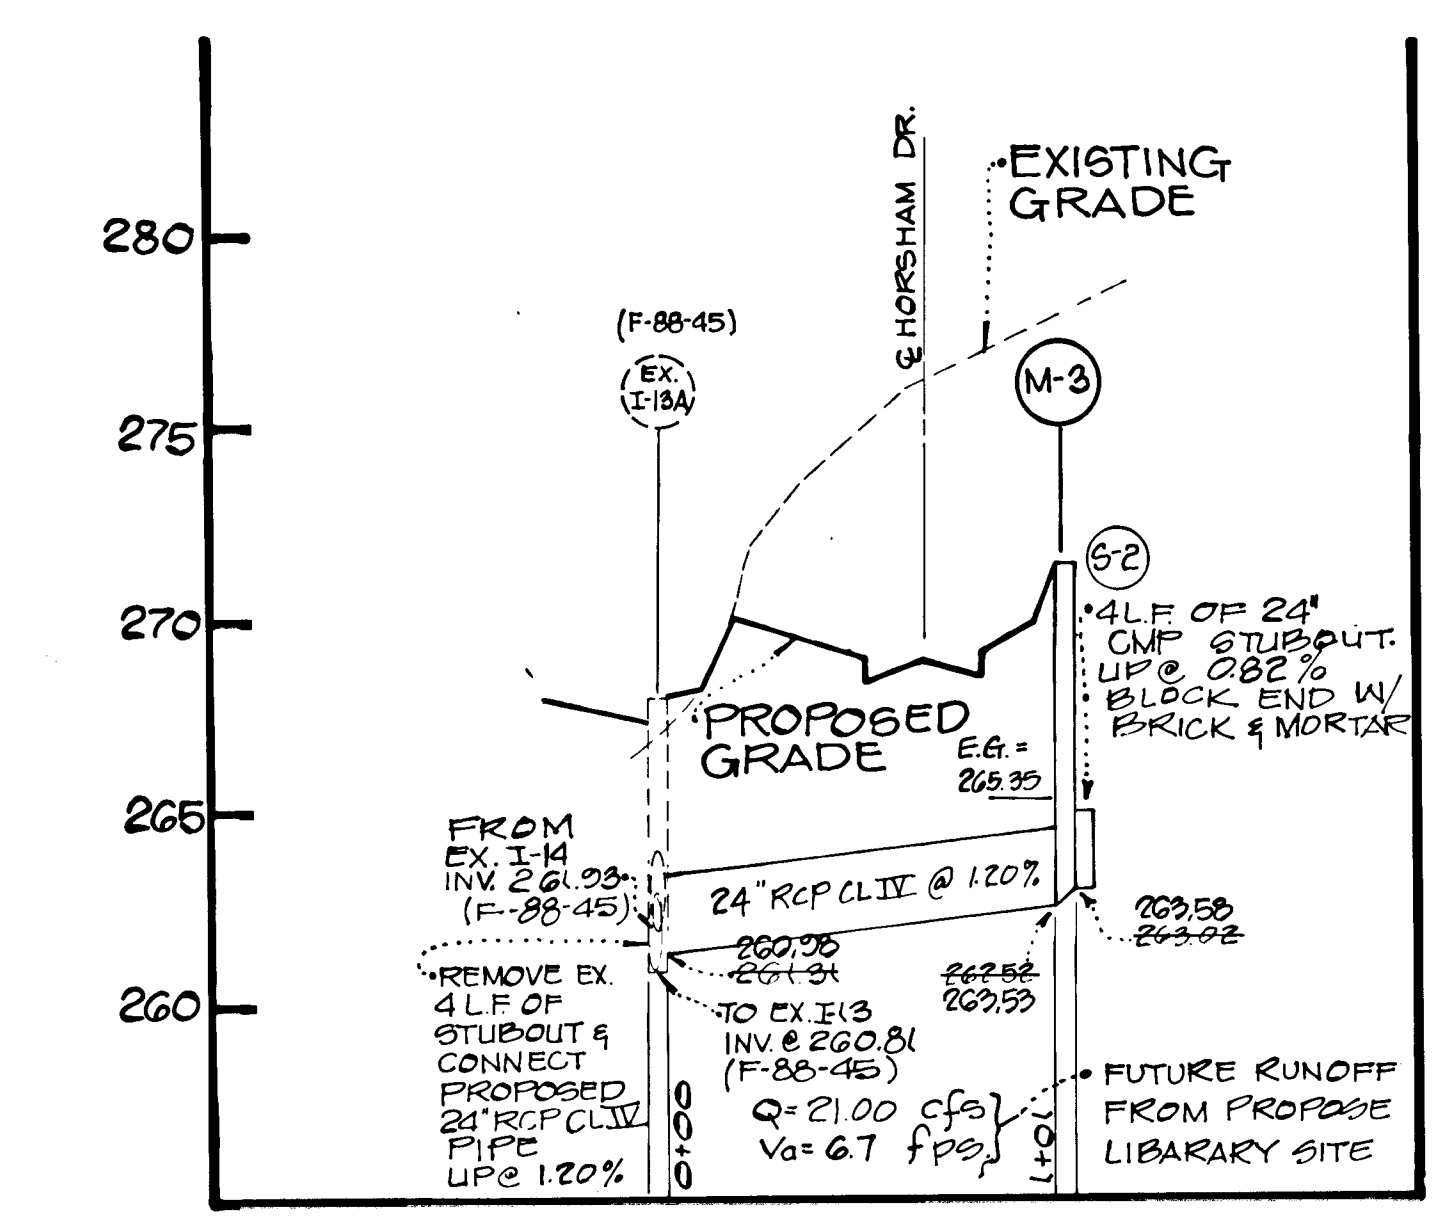 ℄ HORSHAM DR.
EXISTING
GRADE
280
(F-88-45)
EX.
I-13A
M-3
275
S-2
270
4 L.F. OF 24"
CMP STUBOUT.
UP @ 0.82%
BLOCK END W/
BRICK & MORTAR
PROPOSED
GRADE
E.G. =
265.35
265
FROM
EX. I-14
INV. 261.93
(F-88-45)
24" RCP CL IV @ 1.20%
260.98
261.31
263.58
263.02
262.52
263.53
260
REMOVE EX.
4 L.F. OF
STUBOUT &
CONNECT
PROPOSED
24" RCP CL IV
PIPE
UP @ 1.20%
TO EX. I-13
INV. @ 260.81
(F-88-45)
Q = 21.00 cfs
Va = 6.7 fps.
FUTURE RUNOFF
FROM PROPOSE
LIBARARY SITE
0+00
1+01